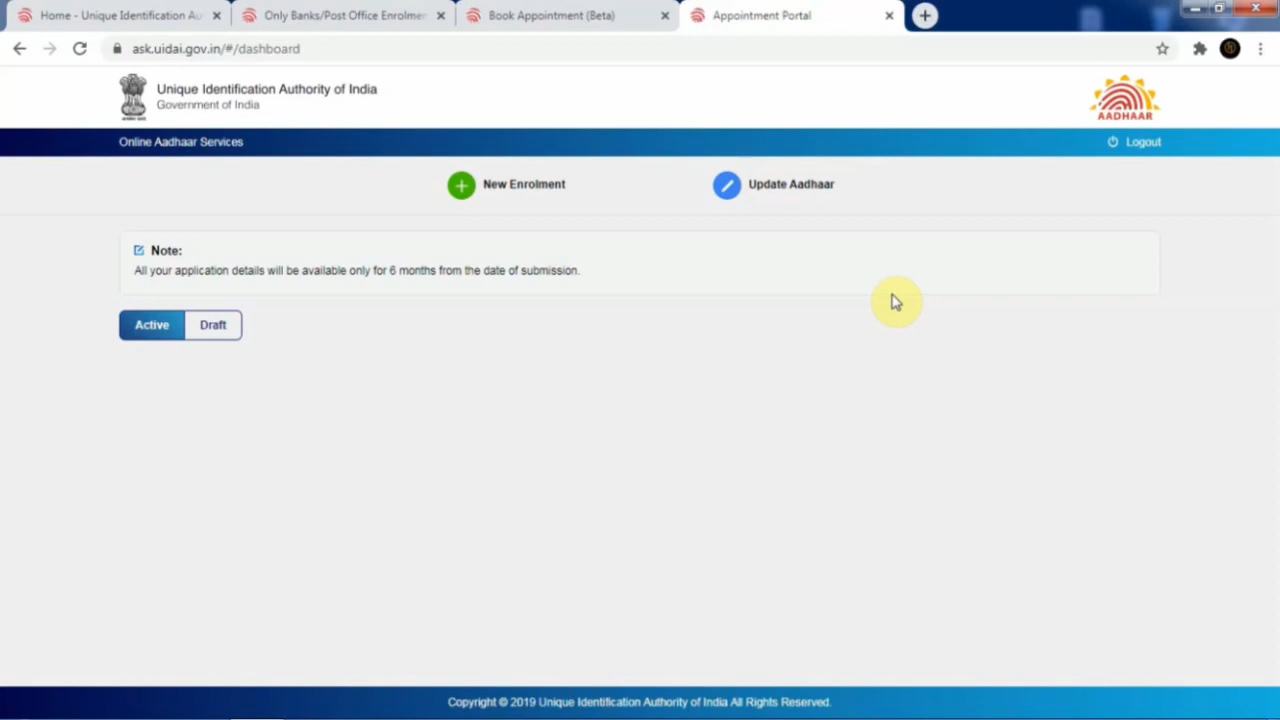 Home - Unique Identification Au
Only Banks/Post Office Enrolmer
Book Appointment (Beta)
Appointment Portal
ask.uidai.gov.in/#/dashboard
Unique Identification Authority of India
Government of India
AADHAAR
Online Aadhaar Services
Logout
New Enrolment
Update Aadhaar
Note:
All your application details will be available only for 6 months from the date of submission.
Active
Draft
Copyright © 2019 Unique Identification Authority of India All Rights Reserved.